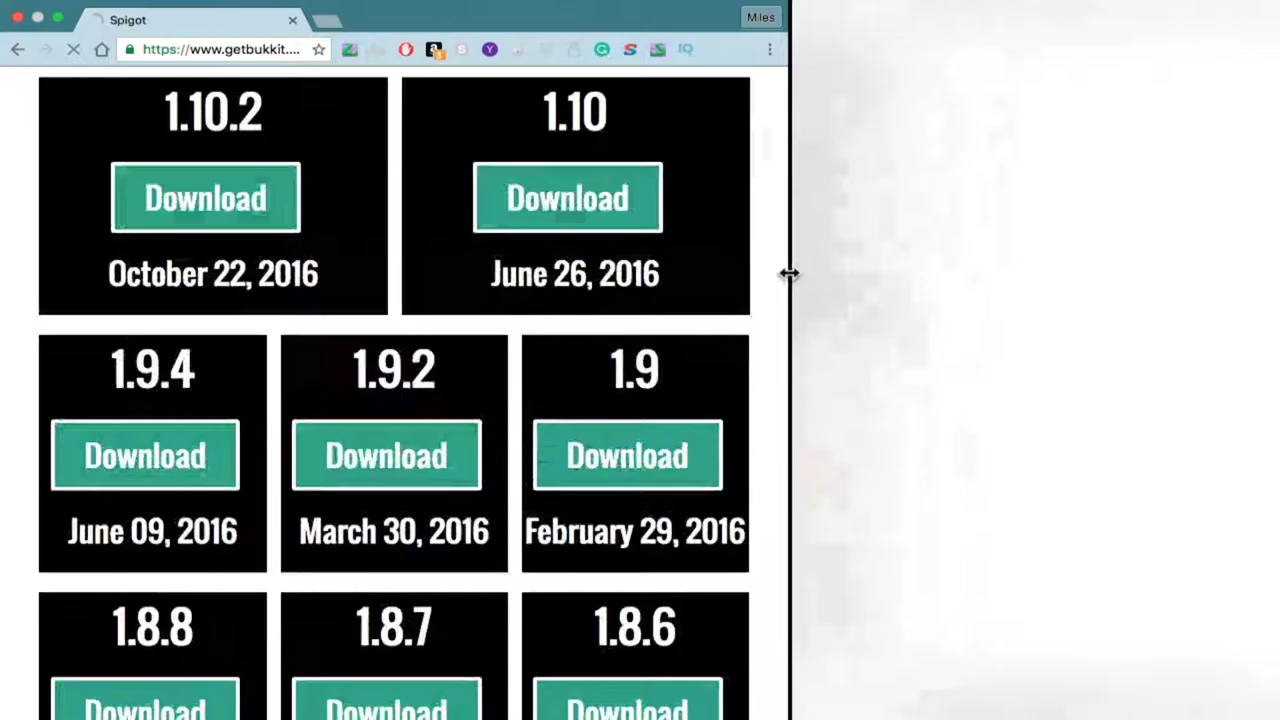 Spigot
Miles
https://www.getbukkit....
IQ
1.10.2
1.10
Download
Download
October 22, 2016
June 26, 2016
1.9.4
1.9.2
1.9
Download
Download
Download
June 09, 2016
March 30, 2016
February 29, 2016
1.8.8
1.8.7
1.8.6
Download
Download
Download